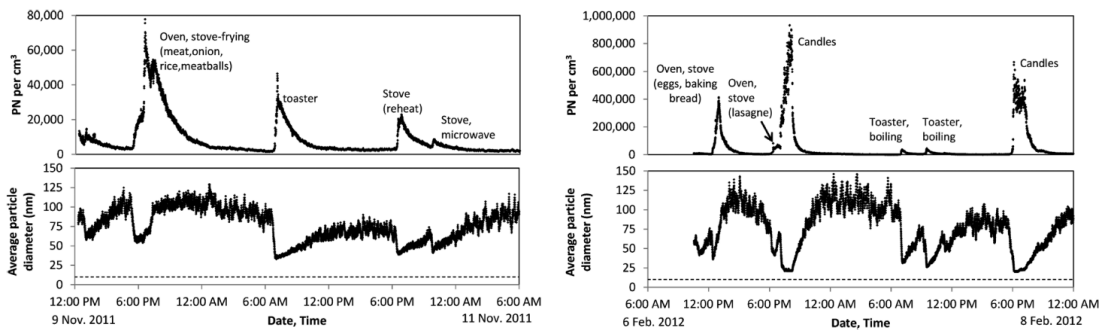 80,000
60,000
40,000
20,000
0
PN per cm³
Oven, stove-frying
(meat,onion,
rice,meatballs)
toaster
Stove
(reheat)
Stove,
microwave
150
125
100
75
50
25
0
Average particle
diameter (nm)
12:00 PM 6:00 PM 12:00 AM 6:00 AM 12:00 PM 6:00 PM 12:00 AM 6:00 AM
9 Nov. 2011 Date, Time 11 Nov. 2011
1,000,000
800,000
600,000
400,000
200,000
0
PN per cm³
Oven, stove
(eggs, baking
bread)
Oven,
stove
(lasagne)
Candles
Toaster,
boiling
Toaster,
boiling
Candles
150
125
100
75
50
25
0
Average particle
diameter (nm)
6:00 AM 12:00 PM 6:00 PM 12:00 AM 6:00 AM 12:00 PM 6:00 PM 12:00 AM
6 Feb. 2012 Date, Time 8 Feb. 2012